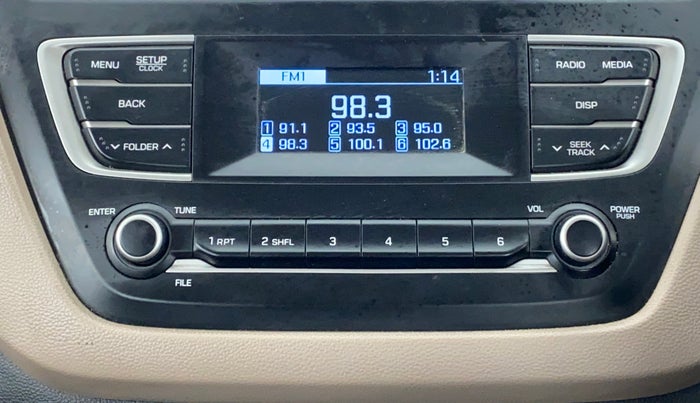 MENU SETUP CLOCK
BACK
FOLDER
FM1 1:14
98.3
1 91.1 2 93.5 3 95.0
4 98.3 5 100.1 6 102.6
RADIO MEDIA
DISP
SEEK TRACK
ENTER TUNE
FILE
1 RPT 2 SHFL 3 4 5 6
VOL POWER PUSH